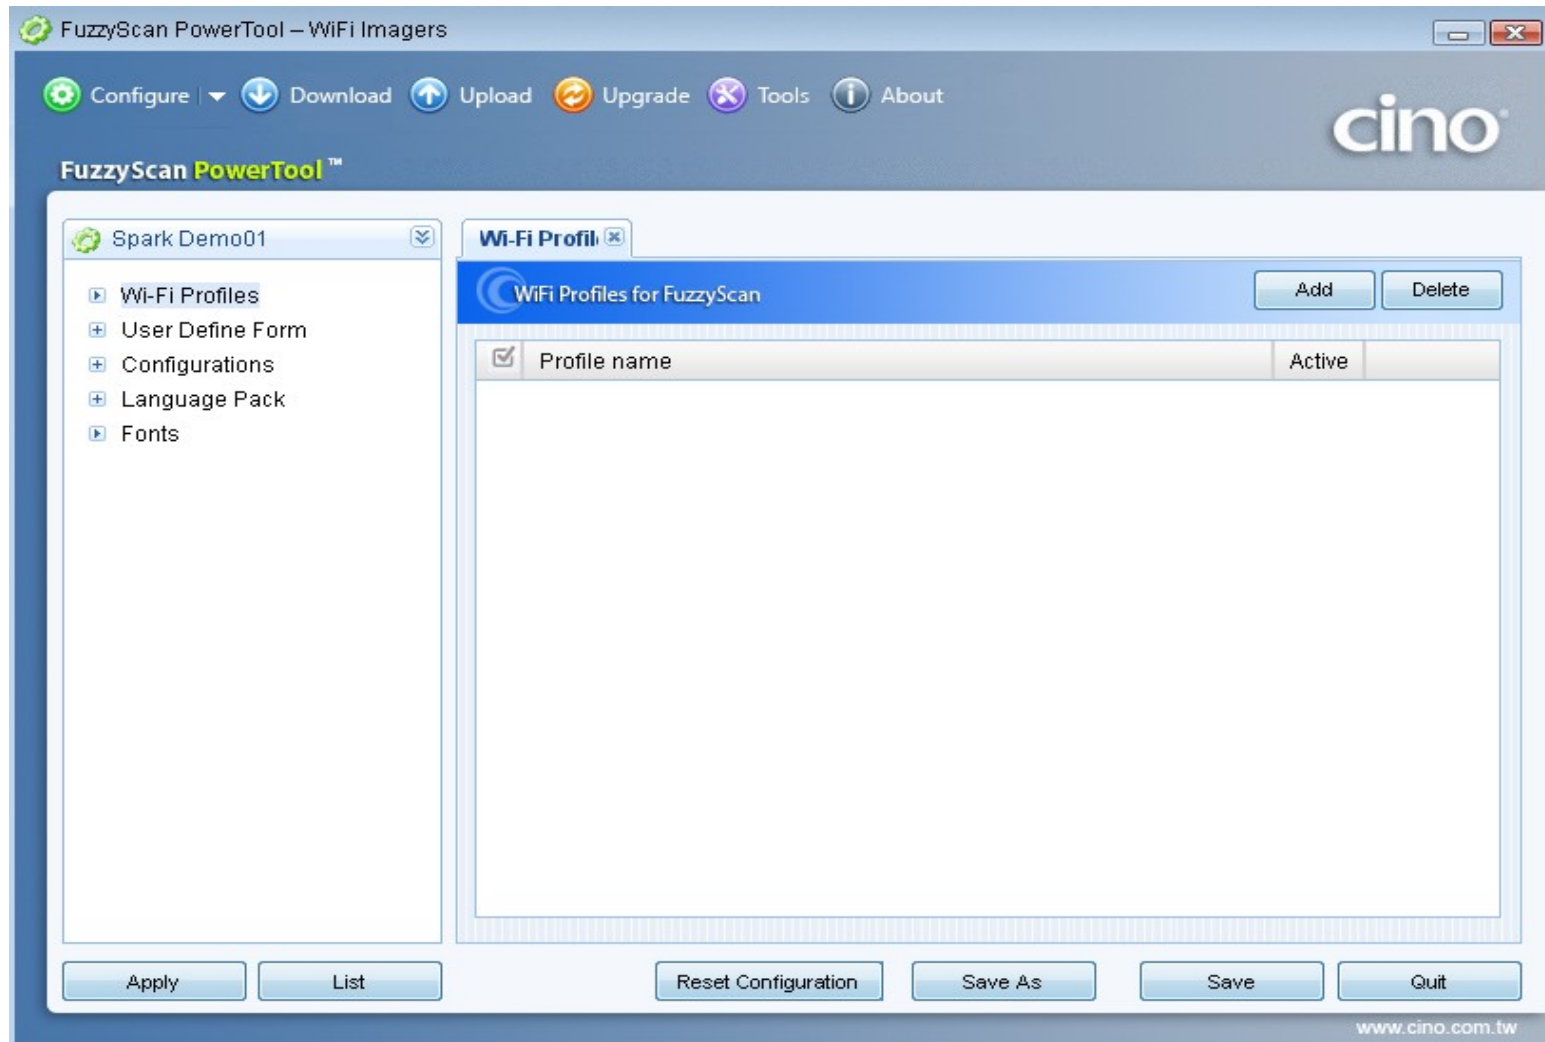 FuzzyScan PowerTool – WiFi Imagers
Configure Download Upload Upgrade Tools About
cino
FuzzyScan PowerTool™
Spark Demo01
Wi-Fi Profil
Wi-Fi Profiles
User Define Form
Configurations
Language Pack
Fonts
WiFi Profiles for FuzzyScan
Add Delete
Profile name Active
Apply List Reset Configuration Save As Save Quit
www.cino.com.tw